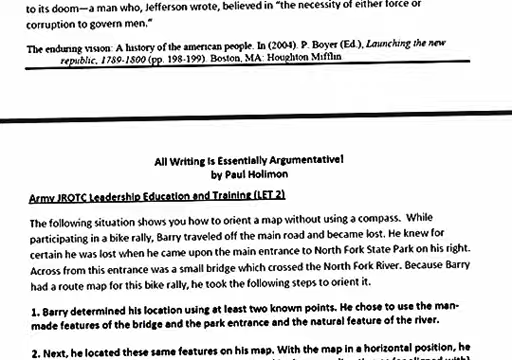 to its doom—a man who, Jefferson wrote, believed in “the necessity of either force or
corruption to govern men.”
The enduring vision: A history of the american people. In (2004). P. Boyer (Ed.), Launching the new
republic, 1789-1800 (pp. 198-199). Boston, MA: Houghton Mifflin
All Writing Is Essentially Argumentative!
by Paul Holimon
Army JROTC Leadership Education and Training (LET 2)
The following situation shows you how to orient a map without using a compass. While
participating in a bike rally, Barry traveled off the main road and became lost. He knew for
certain he was lost when he came upon the main entrance to North Fork State Park on his right.
Across from this entrance was a small bridge which crossed the North Fork River. Because Barry
had a route map for this bike rally, he took the following steps to orient it.
1. Barry determined his location using at least two known points. He chose to use the man-
made features of the bridge and the park entrance and the natural feature of the river.
2. Next, he located these same features on his map. With the map in a horizontal position, he